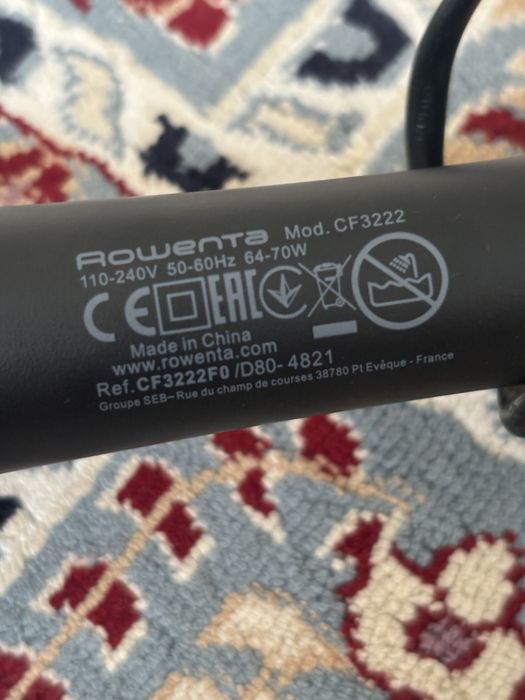 Rowenta Mod. CF3222
110-240V 50-60Hz 64-70W
CE EAC
Made in China
www.rowenta.com
Ref.CF3222F0 /D80- 4821
Groupe SEB-Rue du champ de courses 38780 Pt Evêque - France